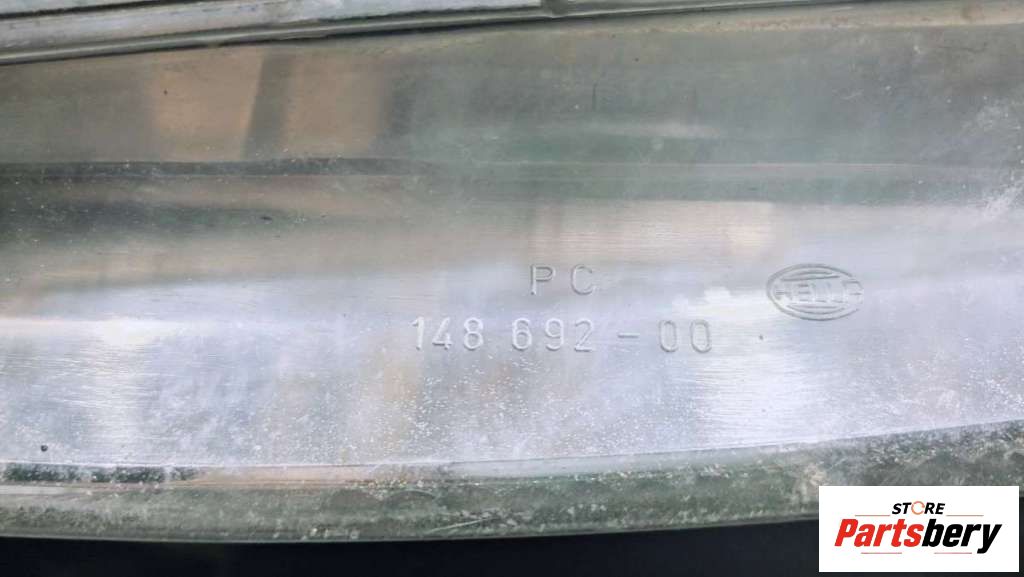 PC
HELLA
148 692-00
STORE
Partsbery